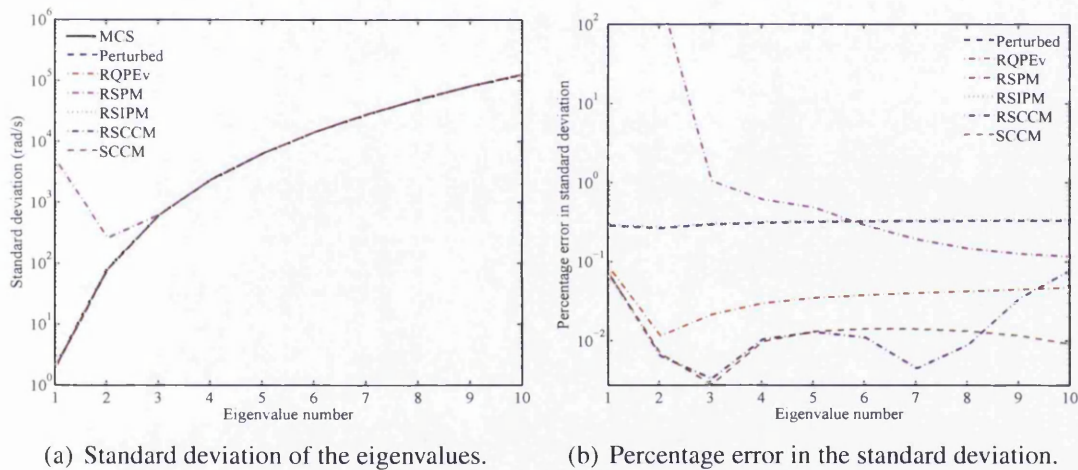 10^6
10^5
10^4
10^3
10^2
10^1
10^0
Standard deviation (rad/s)
MCS
Perturbed
RQPEv
RSPM
RSIPM
RSCCM
SCCM
1 2 3 4 5 6 7 8 9 10
Eigenvalue number
(a) Standard deviation of the eigenvalues.
10^2
10^1
10^0
10^-1
10^-2
Percentage error in standard deviation
Perturbed
RQPEv
RSPM
RSIPM
RSCCM
SCCM
1 2 3 4 5 6 7 8 9 10
Eigenvalue number
(b) Percentage error in the standard deviation.